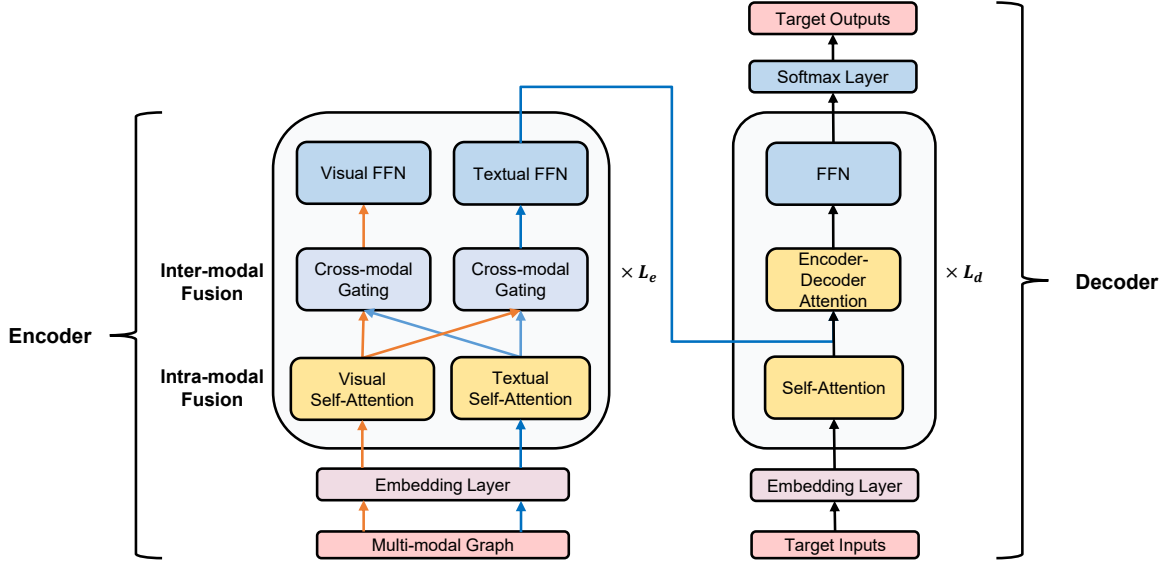 Target Outputs
Softmax Layer
Visual FFN
Textual FFN
FFN
Inter-modal
Fusion
Cross-modal
Gating
Cross-modal
Gating
× L_e
Encoder-
Decoder
Attention
× L_d
Decoder
Encoder
Intra-modal
Fusion
Visual
Self-Attention
Textual
Self-Attention
Self-Attention
Embedding Layer
Embedding Layer
Multi-modal Graph
Target Inputs